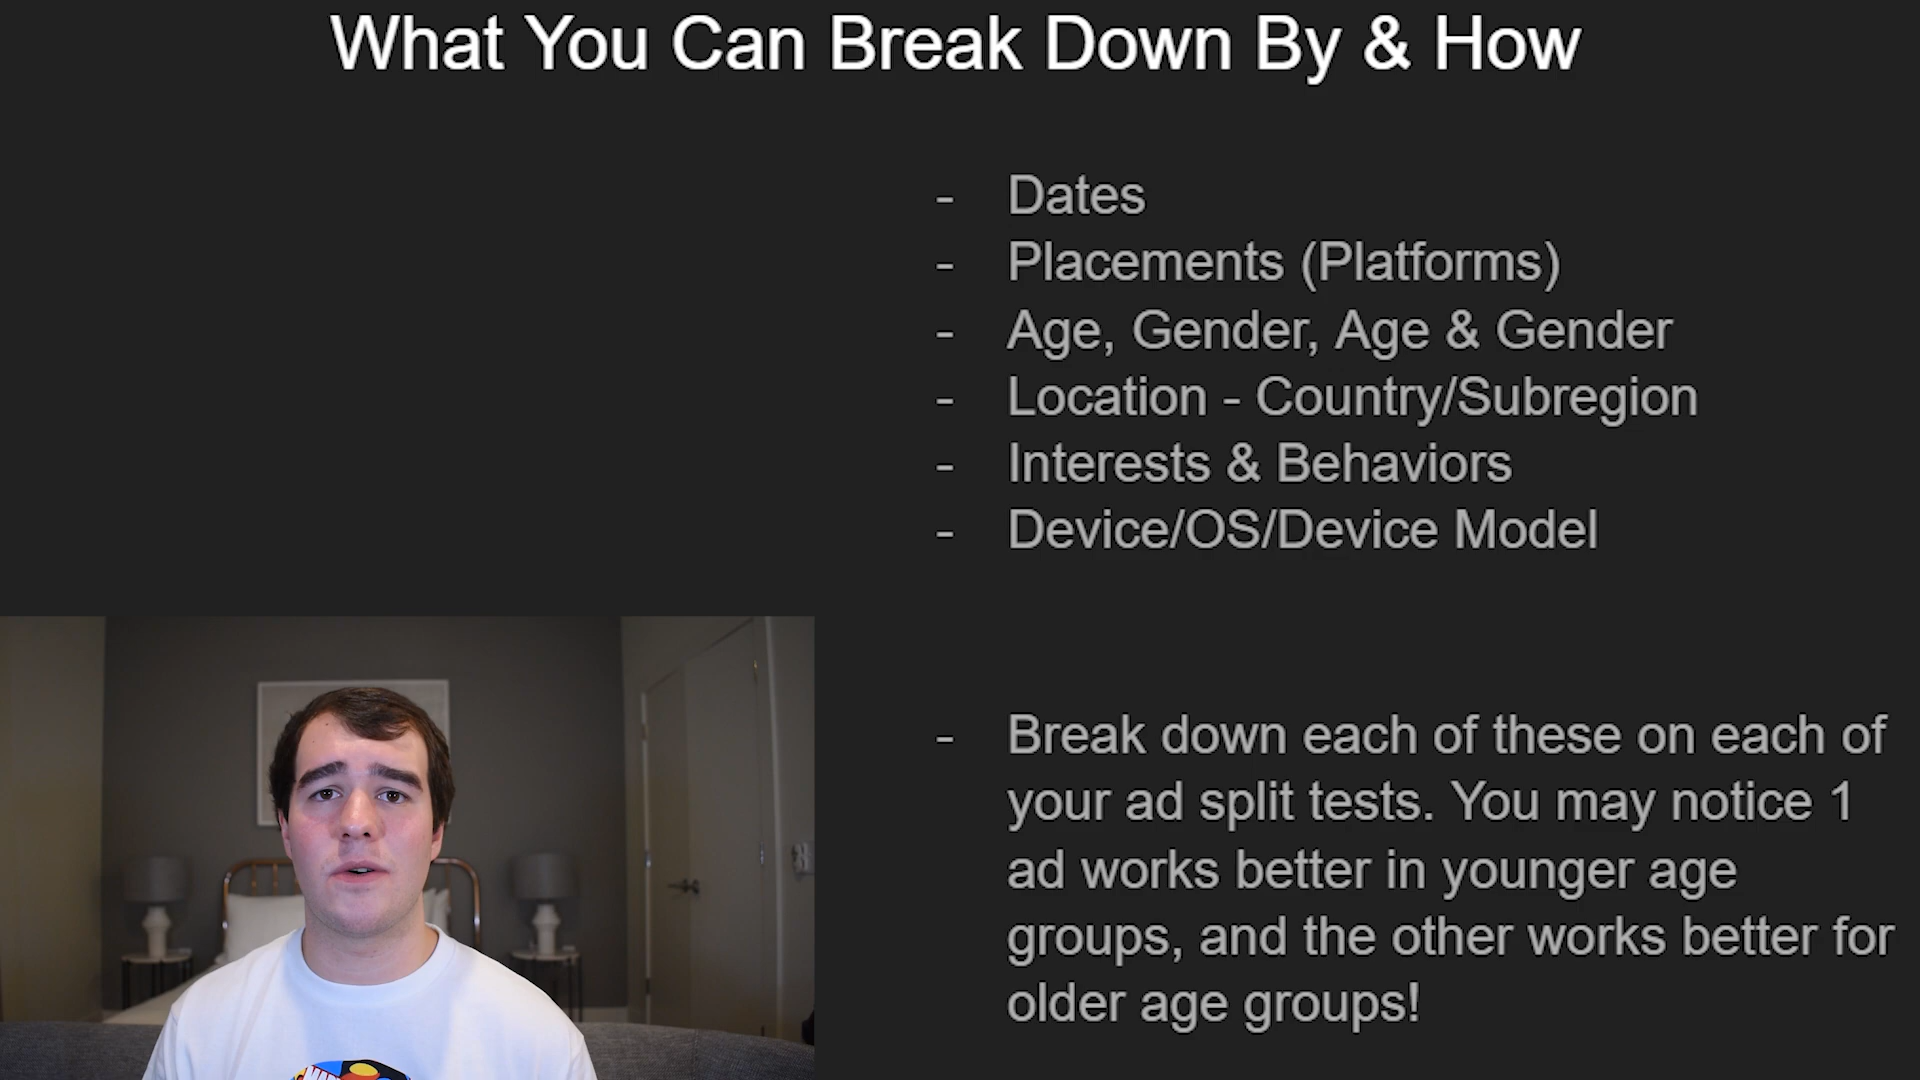 What You Can Break Down By & How
- Dates
- Placements (Platforms)
- Age, Gender, Age & Gender
- Location - Country/Subregion
- Interests & Behaviors
- Device/OS/Device Model
- Break down each of these on each of
your ad split tests. You may notice 1
ad works better in younger age
groups, and the other works better for
older age groups!